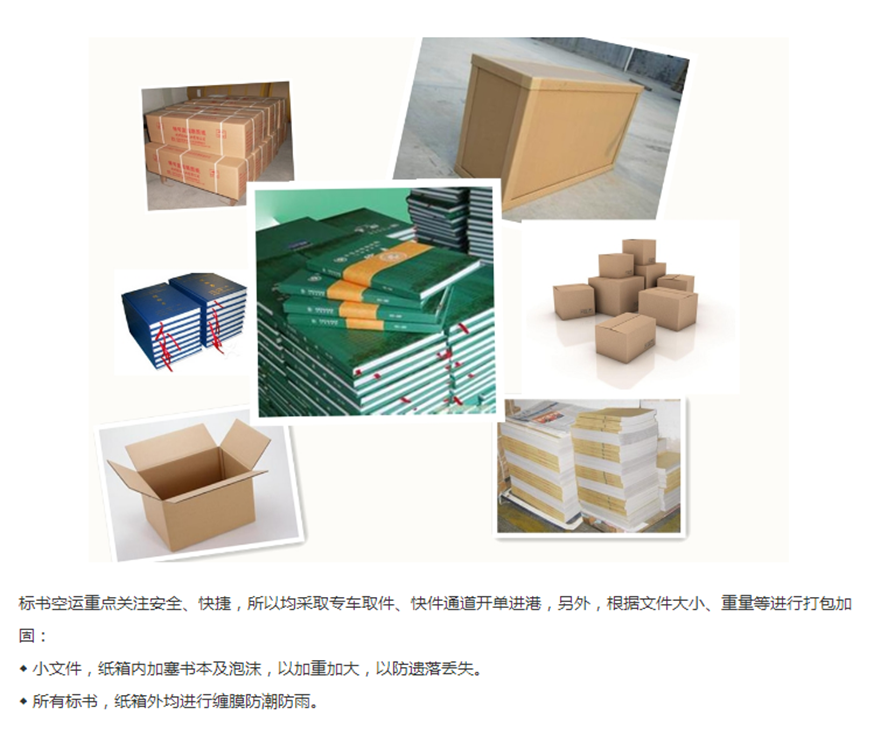 标书空运重点关注安全、快捷，所以均采取专车取件、快件通道开单进港，另外，根据文件大小、重量等进行打包加
固：
◆ 小文件，纸箱内加塞书本及泡沫，以加重加大，以防遗落丢失。
◆ 所有标书，纸箱外均进行缠膜防潮防雨。